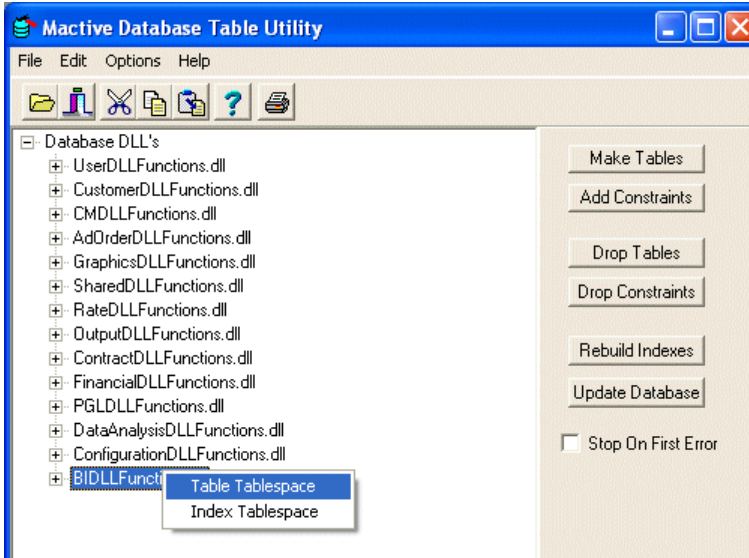 Mactive Database Table Utility
File Edit Options Help
?
Database DLL's
UserDLLFunctions.dll
CustomerDLLFunctions.dll
CMDLLFunctions.dll
AdOrderDLLFunctions.dll
GraphicsDLLFunctions.dll
SharedDLLFunctions.dll
RateDLLFunctions.dll
OutputDLLFunctions.dll
ContractDLLFunctions.dll
FinancialDLLFunctions.dll
PGLDLLFunctions.dll
DataAnalysisDLLFunctions.dll
ConfigurationDLLFunctions.dll
BIDLLFuncti
Table Tablespace
Index Tablespace
Make Tables
Add Constraints
Drop Tables
Drop Constraints
Rebuild Indexes
Update Database
Stop On First Error